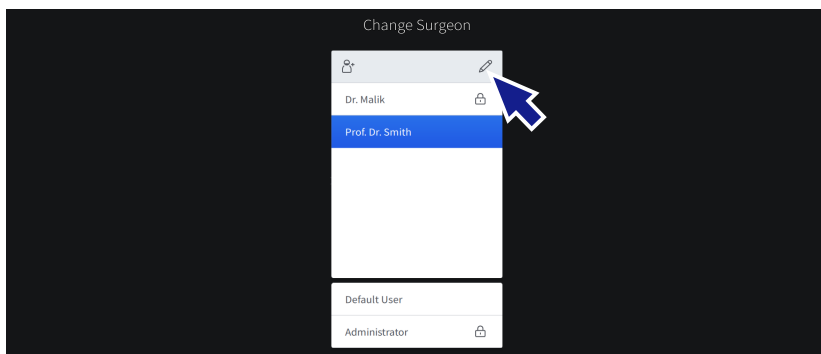 Change Surgeon
Dr. Malik
Prof. Dr. Smith
Default User
Administrator